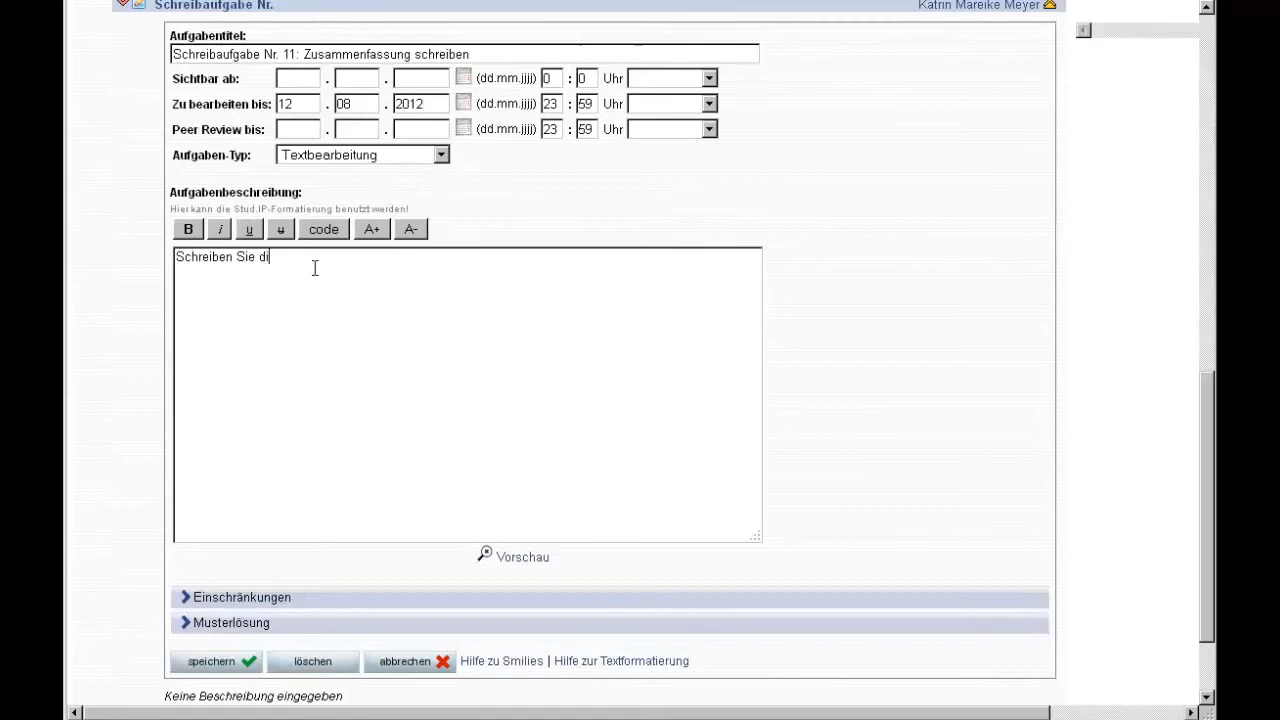 Schreibaufgabe Nr. Katrin Mareike Meyer
Aufgabentitel:
Schreibaufgabe Nr. 11: Zusammenfassung schreiben
Sichtbar ab: . . (dd.mm.jjjj) 0 : 0 Uhr
Zu bearbeiten bis: 12 . 08 . 2012 (dd.mm.jjjj) 23 : 59 Uhr
Peer Review bis: . . (dd.mm.jjjj) 23 : 59 Uhr
Aufgaben-Typ: Textbearbeitung
Aufgabenbeschreibung:
Hier kann die Stud.IP-Formatierung benutzt werden!
B i u u code A+ A-
Schreiben Sie di
Vorschau
Einschränkungen
Musterlösung
speichern löschen abbrechen Hilfe zu Smilies | Hilfe zur Textformatierung
Keine Beschreibung eingegeben